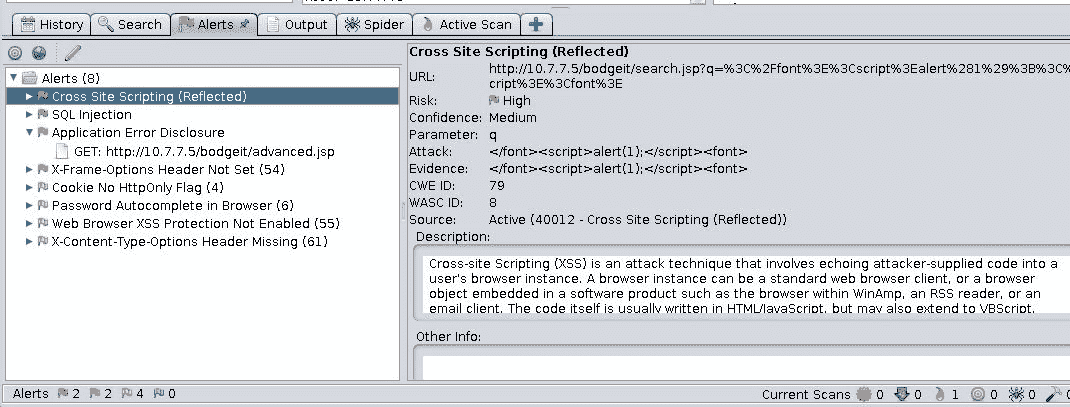 History Search Alerts Output Spider Active Scan
Alerts (8)
Cross Site Scripting (Reflected)
SQL Injection
Application Error Disclosure
GET: http://10.7.7.5/bodgeit/advanced.jsp
X-Frame-Options Header Not Set (54)
Cookie No HttpOnly Flag (4)
Password Autocomplete in Browser (6)
Web Browser XSS Protection Not Enabled (55)
X-Content-Type-Options Header Missing (61)
Cross Site Scripting (Reflected)
URL: http://10.7.7.5/bodgeit/search.jsp?q=%3C%2Ffont%3E%3Cscript%3Ealert%281%29%3B%3C%
cript%3E%3Cfont%3E
Risk: High
Confidence: Medium
Parameter: q
Attack: </font><script>alert(1);</script><font>
Evidence: </font><script>alert(1);</script><font>
CWE ID: 79
WASC ID: 8
Source: Active (40012 - Cross Site Scripting (Reflected))
Description:
Cross-site Scripting (XSS) is an attack technique that involves echoing attacker-supplied code into a
user's browser instance. A browser instance can be a standard web browser client, or a browser
object embedded in a software product such as the browser within WinAmp, an RSS reader, or an
email client. The code itself is usually written in HTML/JavaScript, but may also extend to VBScript,
Other Info:
Alerts 2 2 4 0 Current Scans 0 0 1 0 0